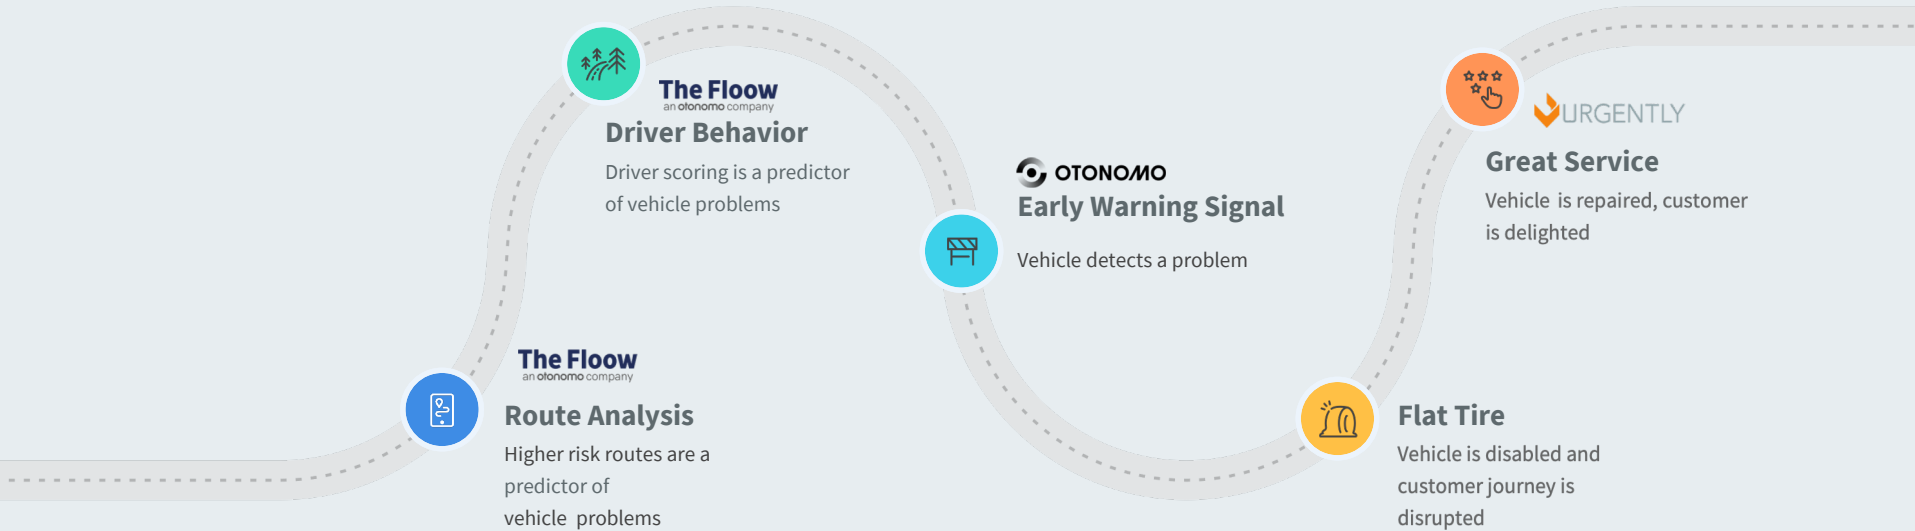 The Floow
an otonomo company
Route Analysis
Higher risk routes are a
predictor of
vehicle problems
The Floow
an otonomo company
Driver Behavior
Driver scoring is a predictor
of vehicle problems
OTONOMO
Early Warning Signal
Vehicle detects a problem
Flat Tire
Vehicle is disabled and
customer journey is
disrupted
URGENTLY
Great Service
Vehicle is repaired, customer
is delighted